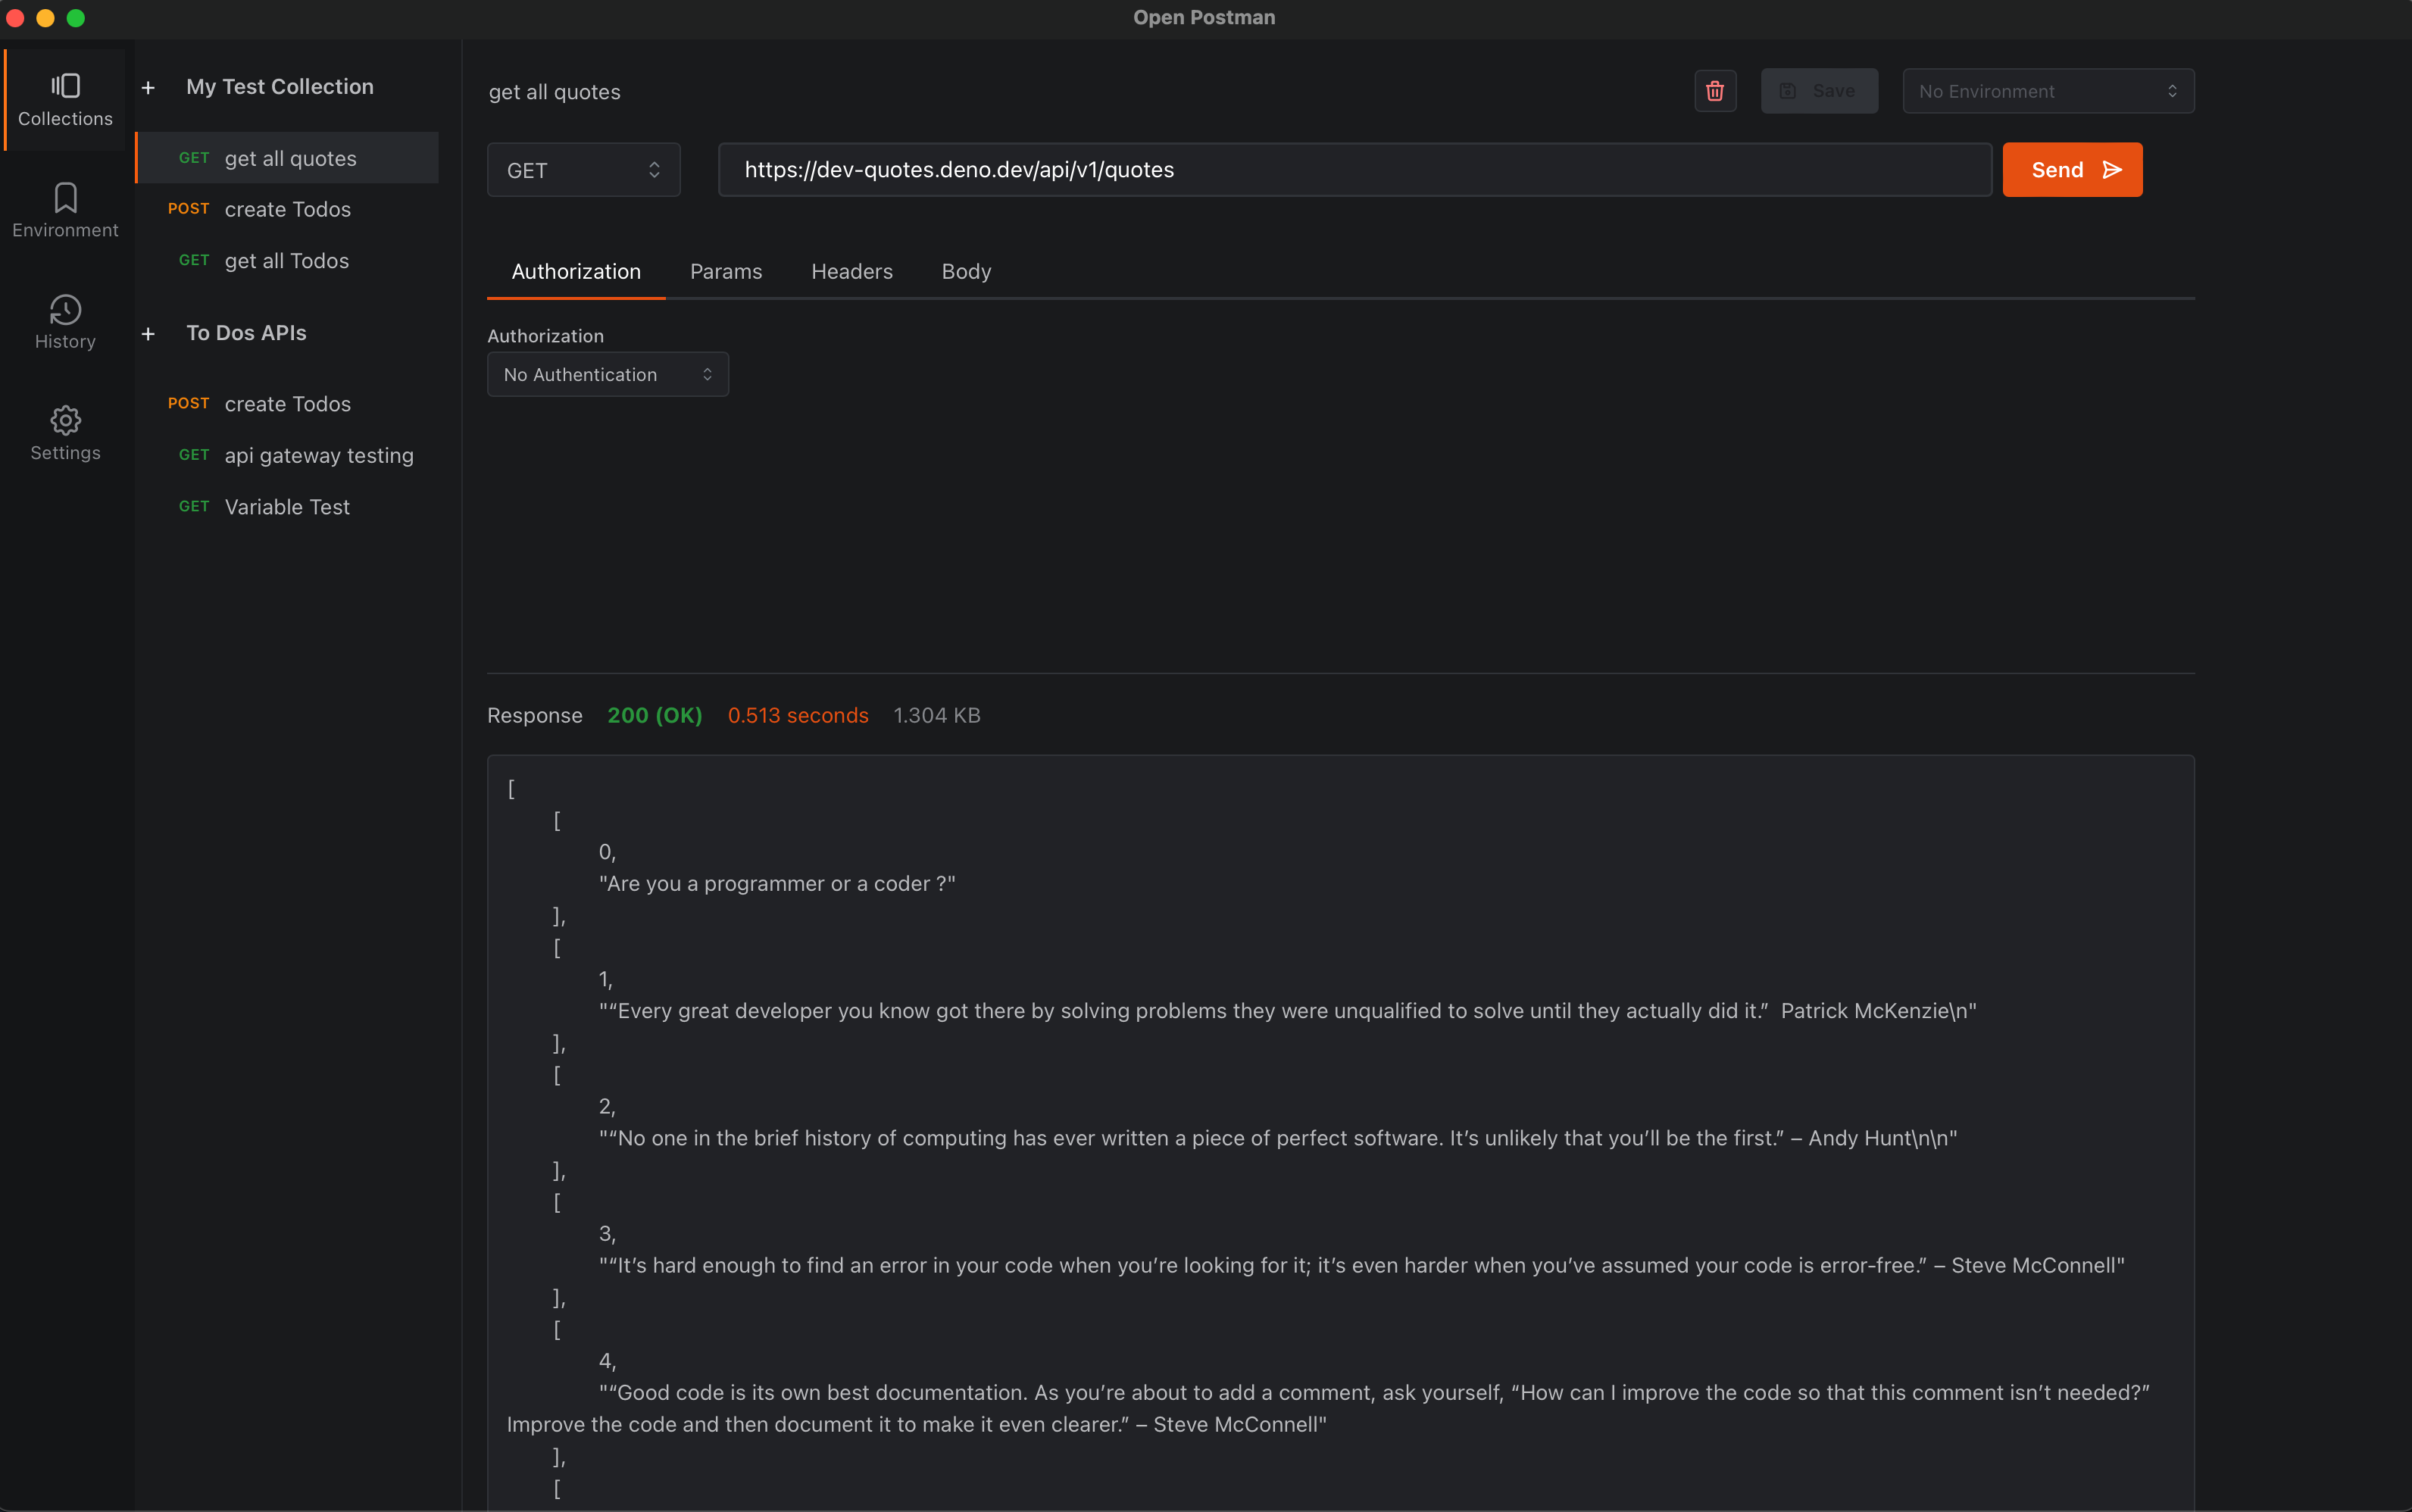 Open Postman
Collections
Environment
History
Settings
+ My Test Collection
GET get all quotes
POST create Todos
GET get all Todos
+ To Dos APIs
POST create Todos
GET api gateway testing
GET Variable Test
get all quotes
Save
No Environment
GET
https://dev-quotes.deno.dev/api/v1/quotes
Send
Authorization Params Headers Body
Authorization
No Authentication
Response 200 (OK) 0.513 seconds 1.304 KB
[
[
0,
"Are you a programmer or a coder ?"
],
[
1,
"“Every great developer you know got there by solving problems they were unqualified to solve until they actually did it.”  Patrick McKenzie\n"
],
[
2,
"“No one in the brief history of computing has ever written a piece of perfect software. It’s unlikely that you’ll be the first.” – Andy Hunt\n\n"
],
[
3,
"“It’s hard enough to find an error in your code when you’re looking for it; it’s even harder when you’ve assumed your code is error-free.” – Steve McConnell"
],
[
4,
"“Good code is its own best documentation. As you’re about to add a comment, ask yourself, “How can I improve the code so that this comment isn’t needed?”
Improve the code and then document it to make it even clearer.” – Steve McConnell"
],
[